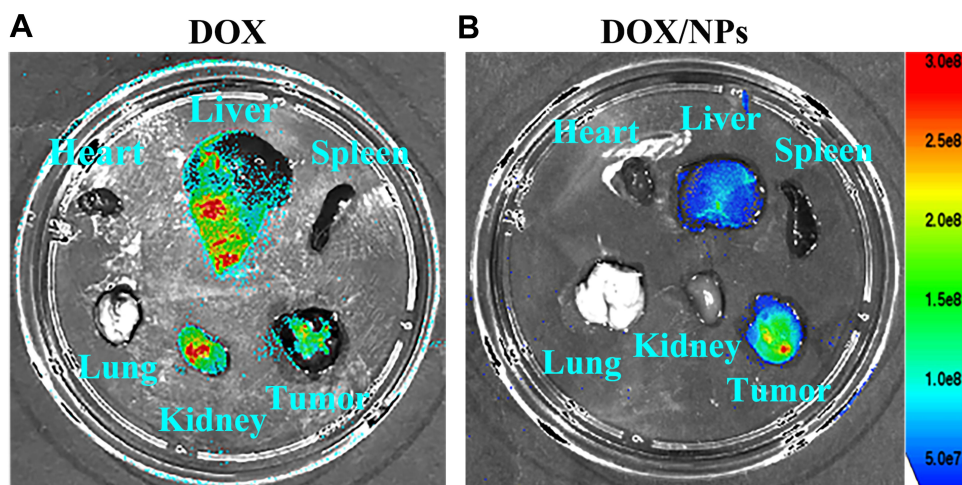 A
DOX
B
DOX/NPs
Heart
Liver
Spleen
Lung
Kidney
Tumor
Heart
Liver
Spleen
Lung
Kidney
Tumor
3.0e8
2.5e8
2.0e8
1.5e8
1.0e8
5.0e7